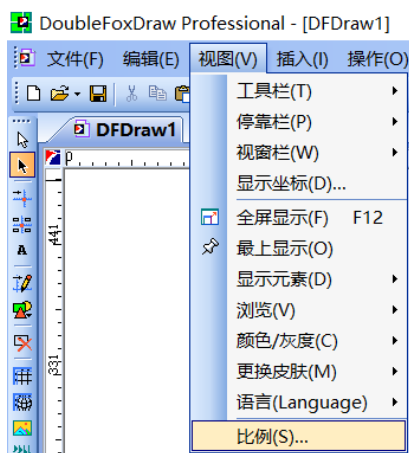 DoubleFoxDraw Professional - [DFDraw1]
文件(F) 编辑(E) 视图(V) 插入(I) 操作(O)
DFDraw1
工具栏(T)
停靠栏(P)
视窗栏(W)
显示坐标(D)...
全屏显示(F) F12
最上显示(O)
显示元素(D)
浏览(V)
颜色/灰度(C)
更换皮肤(M)
语言(Language)
比例(S)...
0
441
331
A